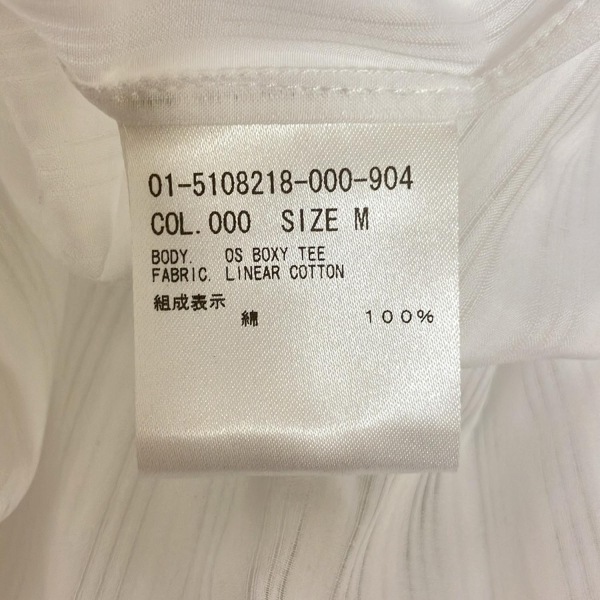 01-5108218-000-904
COL.000 SIZE M
BODY. OS BOXY TEE
FABRIC. LINEAR COTTON
組成表示
綿 100%